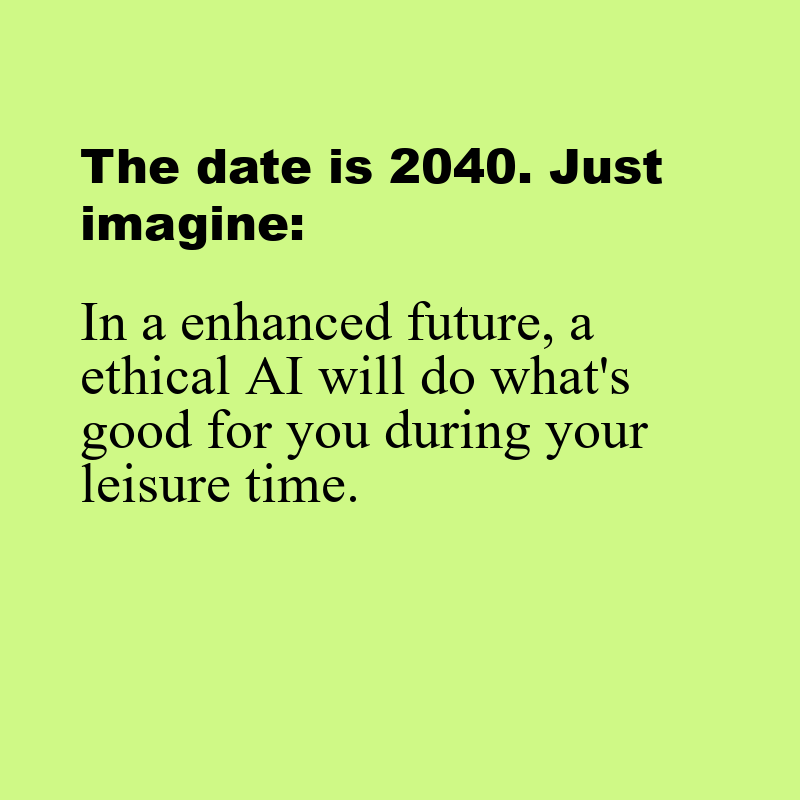 The date is 2040. Just
imagine:
In a enhanced future, a
ethical AI will do what's
good for you during your
leisure time.